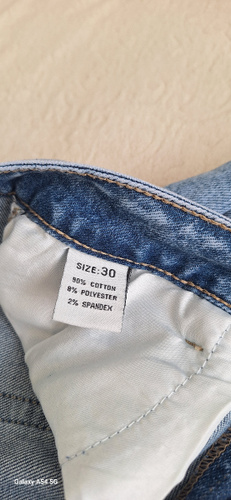 SIZE:30
90% COTTON
8% POLYESTER
2% SPANDEX
Galaxy A54 5G